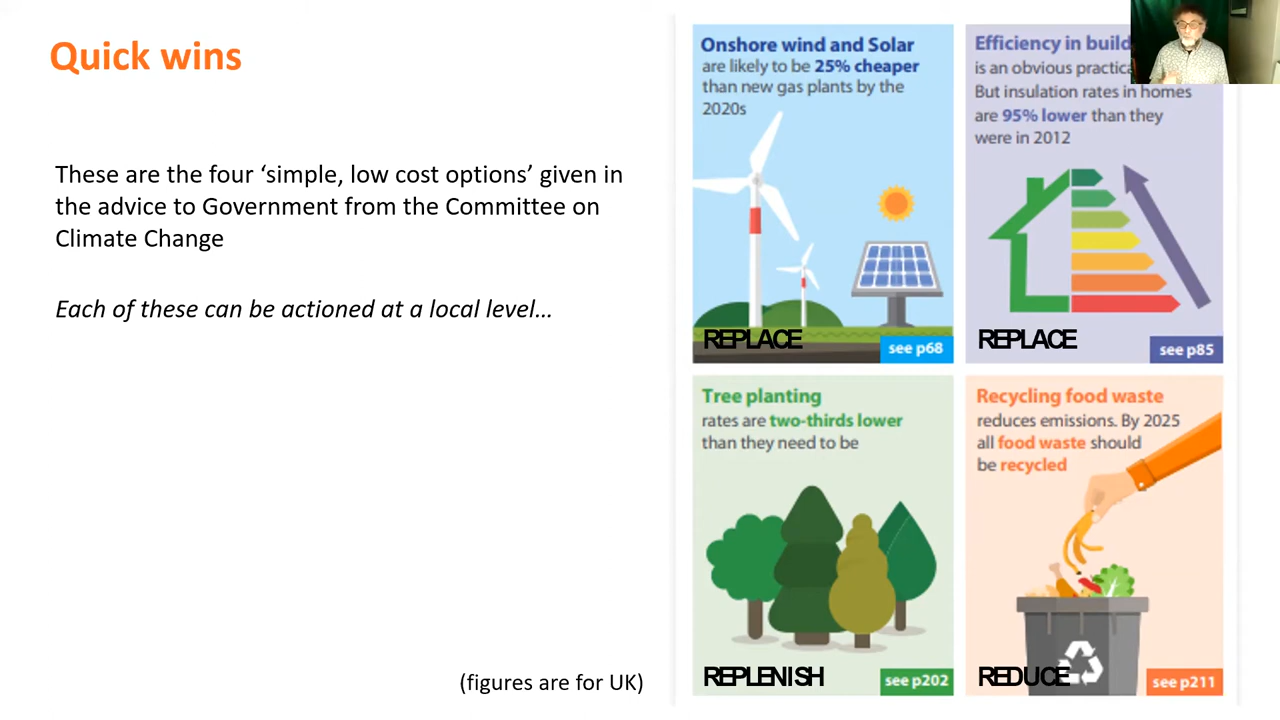 Quick wins
These are the four ‘simple, low cost options’ given in
the advice to Government from the Committee on
Climate Change
Each of these can be actioned at a local level…
(figures are for UK)
Onshore wind and Solar
are likely to be 25% cheaper
than new gas plants by the
2020s
REPLACE
see p68
Efficiency in build
is an obvious practica
But insulation rates in homes
are 95% lower than they
were in 2012
REPLACE
see p85
Tree planting
rates are two-thirds lower
than they need to be
REPLENISH
see p202
Recycling food waste
reduces emissions. By 2025
all food waste should
be recycled
REDUCE
see p211